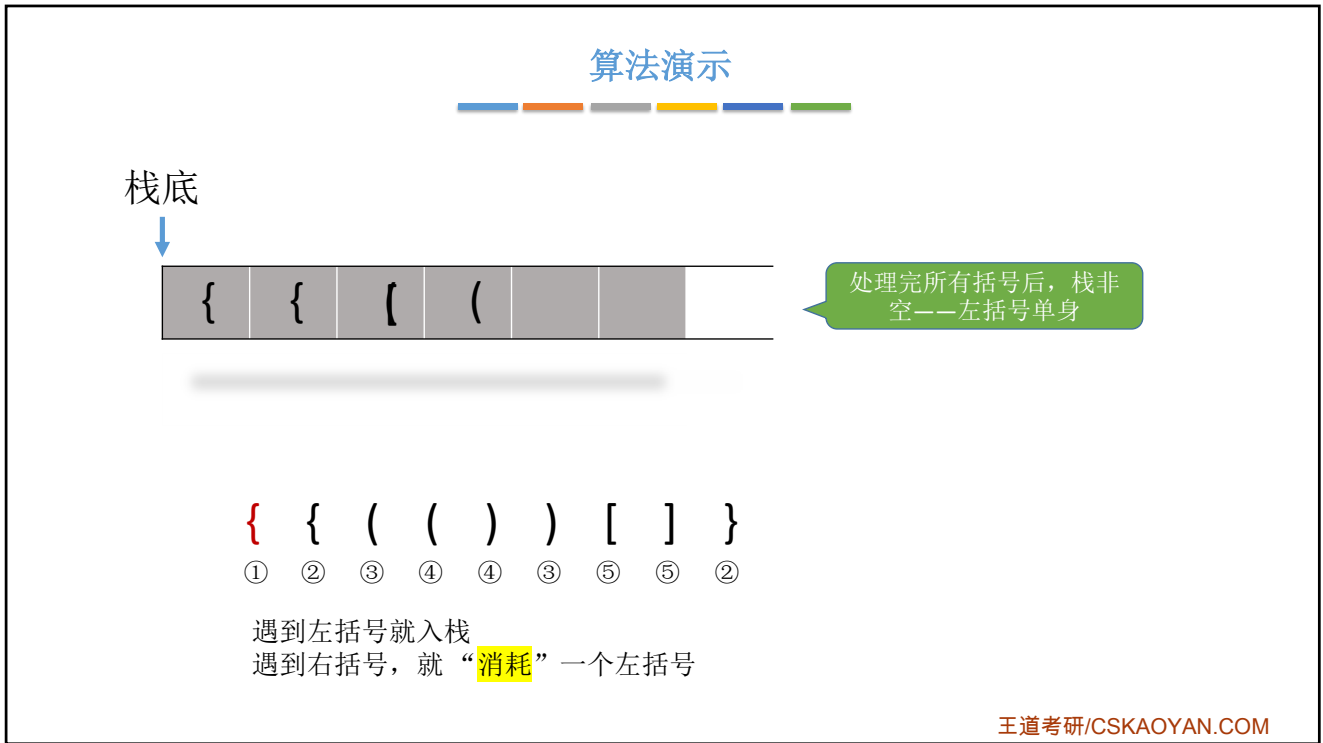 算法演示
栈底
{ { [ (
处理完所有括号后，栈非
空——左括号单身
{ { ( ( ) ) [ ] }
① ② ③ ④ ④ ③ ⑤ ⑤ ②
遇到左括号就入栈
遇到右括号，就“消耗”一个左括号
王道考研/CSKAOYAN.COM